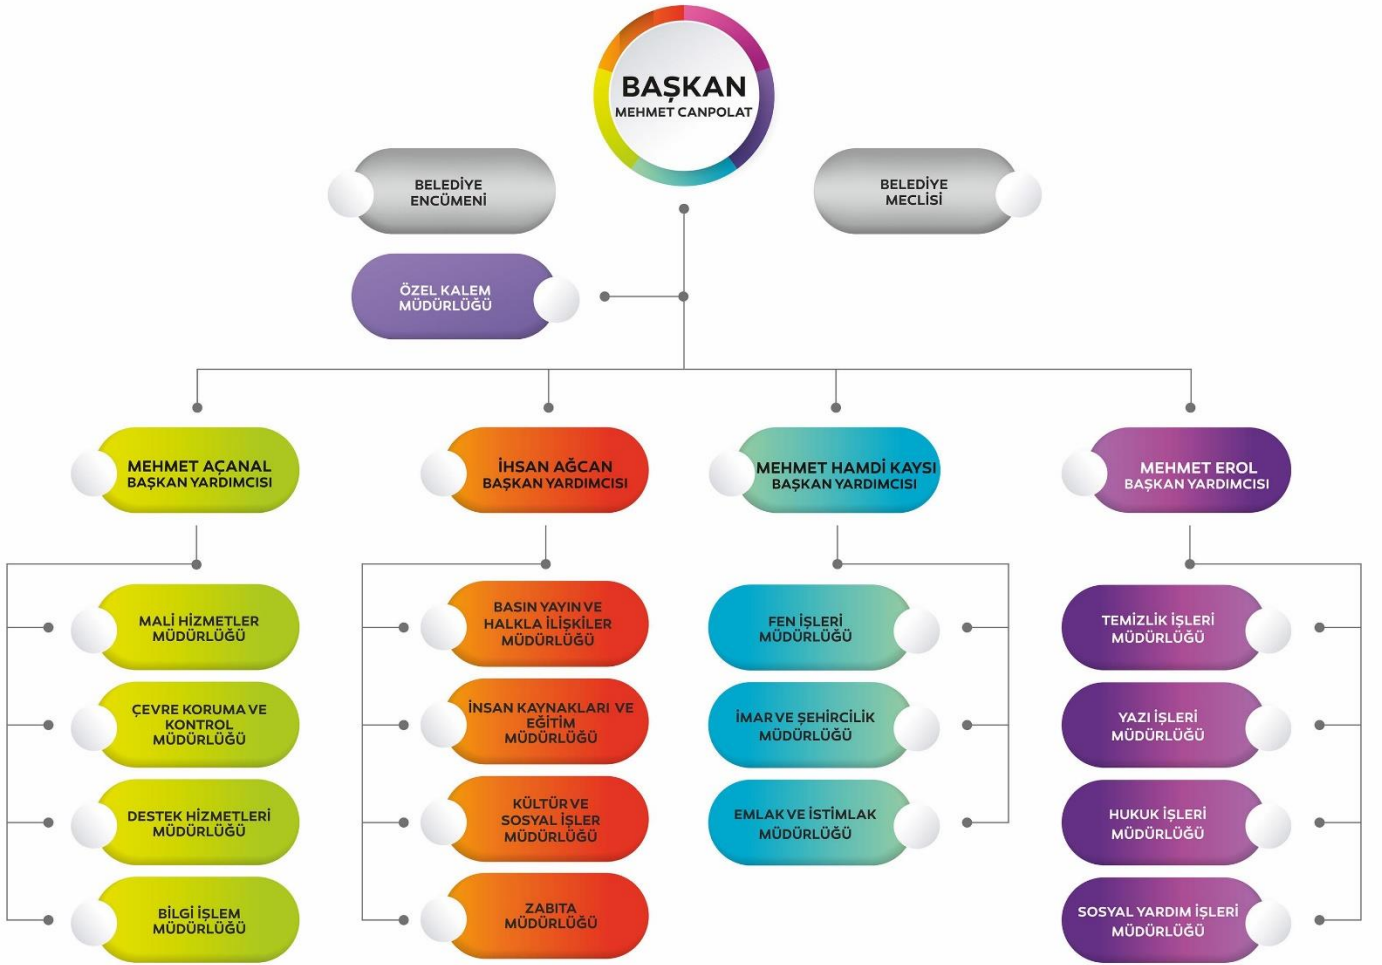 BAŞKAN
MEHMET CANPOLAT
BELEDİYE
ENCÜMENİ
BELEDİYE
MECLİSİ
ÖZEL KALEM
MÜDÜRLÜĞÜ
MEHMET AÇANAL
BAŞKAN YARDIMCISI
İHSAN AĞCAN
BAŞKAN YARDIMCISI
MEHMET HAMDİ KAYSI
BAŞKAN YARDIMCISI
MEHMET EROL
BAŞKAN YARDIMCISI
MALİ HİZMETLER
MÜDÜRLÜĞÜ
ÇEVRE KORUMA VE
KONTROL
MÜDÜRLÜĞÜ
DESTEK HİZMETLERİ
MÜDÜRLÜĞÜ
BİLGİ İŞLEM
MÜDÜRLÜĞÜ
BASIN YAYIN VE
HALKLA İLİŞKİLER
MÜDÜRLÜĞÜ
İNSAN KAYNAKLARI VE
EĞİTİM
MÜDÜRLÜĞÜ
KÜLTÜR VE
SOSYAL İŞLER
MÜDÜRLÜĞÜ
ZABITA
MÜDÜRLÜĞÜ
FEN İŞLERİ
MÜDÜRLÜĞÜ
İMAR VE ŞEHİRCİLİK
MÜDÜRLÜĞÜ
EMLAK VE İSTİMLAK
MÜDÜRLÜĞÜ
TEMİZLİK İŞLERİ
MÜDÜRLÜĞÜ
YAZI İŞLERİ
MÜDÜRLÜĞÜ
HUKUK İŞLERİ
MÜDÜRLÜĞÜ
SOSYAL YARDIM İŞLERİ
MÜDÜRLÜĞÜ